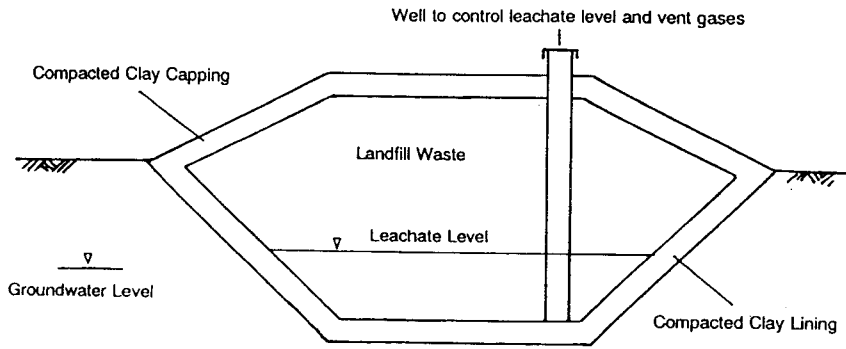 Well to control leachate level and vent gases
Compacted Clay Capping
Landfill Waste
Leachate Level
Groundwater Level
Compacted Clay Lining